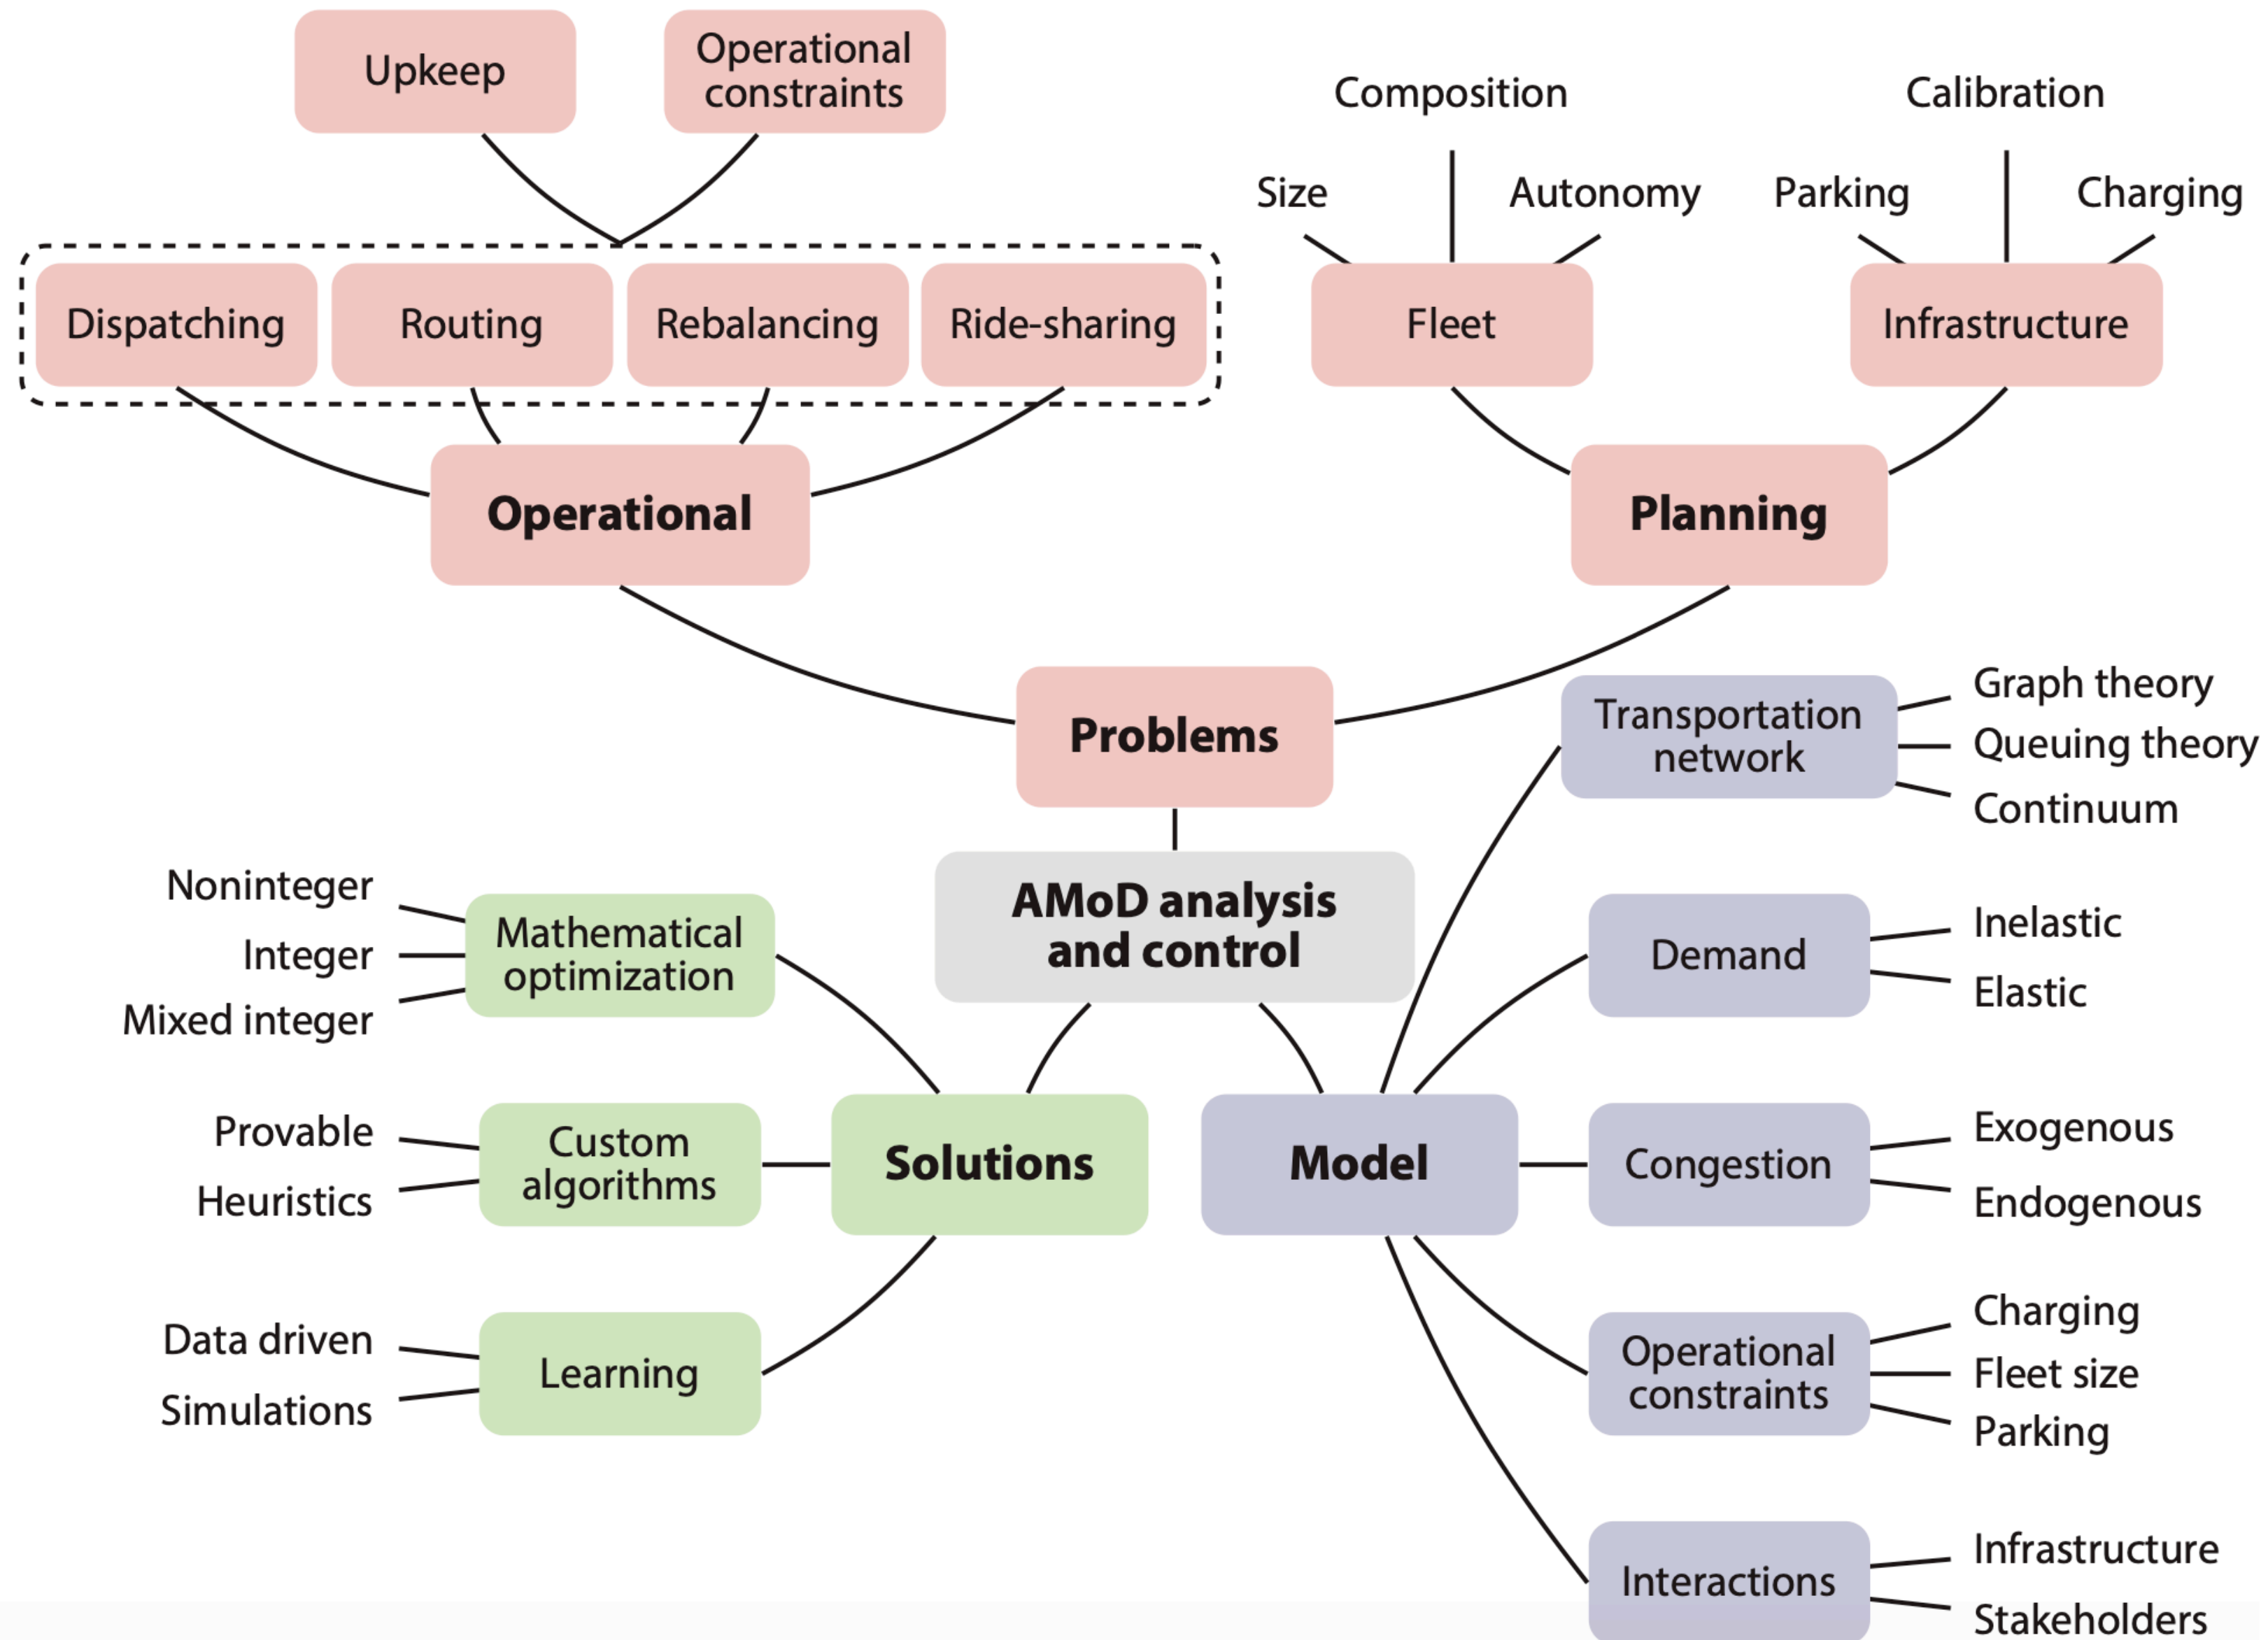 Upkeep
Operational
constraints
Composition
Calibration
Size
Autonomy
Parking
Charging
Dispatching
Routing
Rebalancing
Ride-sharing
Fleet
Infrastructure
Operational
Planning
Problems
Transportation
network
Graph theory
Queuing theory
Continuum
AMoD analysis
and control
Noninteger
Integer
Mixed integer
Mathematical
optimization
Demand
Inelastic
Elastic
Provable
Heuristics
Custom
algorithms
Solutions
Model
Congestion
Exogenous
Endogenous
Data driven
Simulations
Learning
Operational
constraints
Charging
Fleet size
Parking
Interactions
Infrastructure
Stakeholders